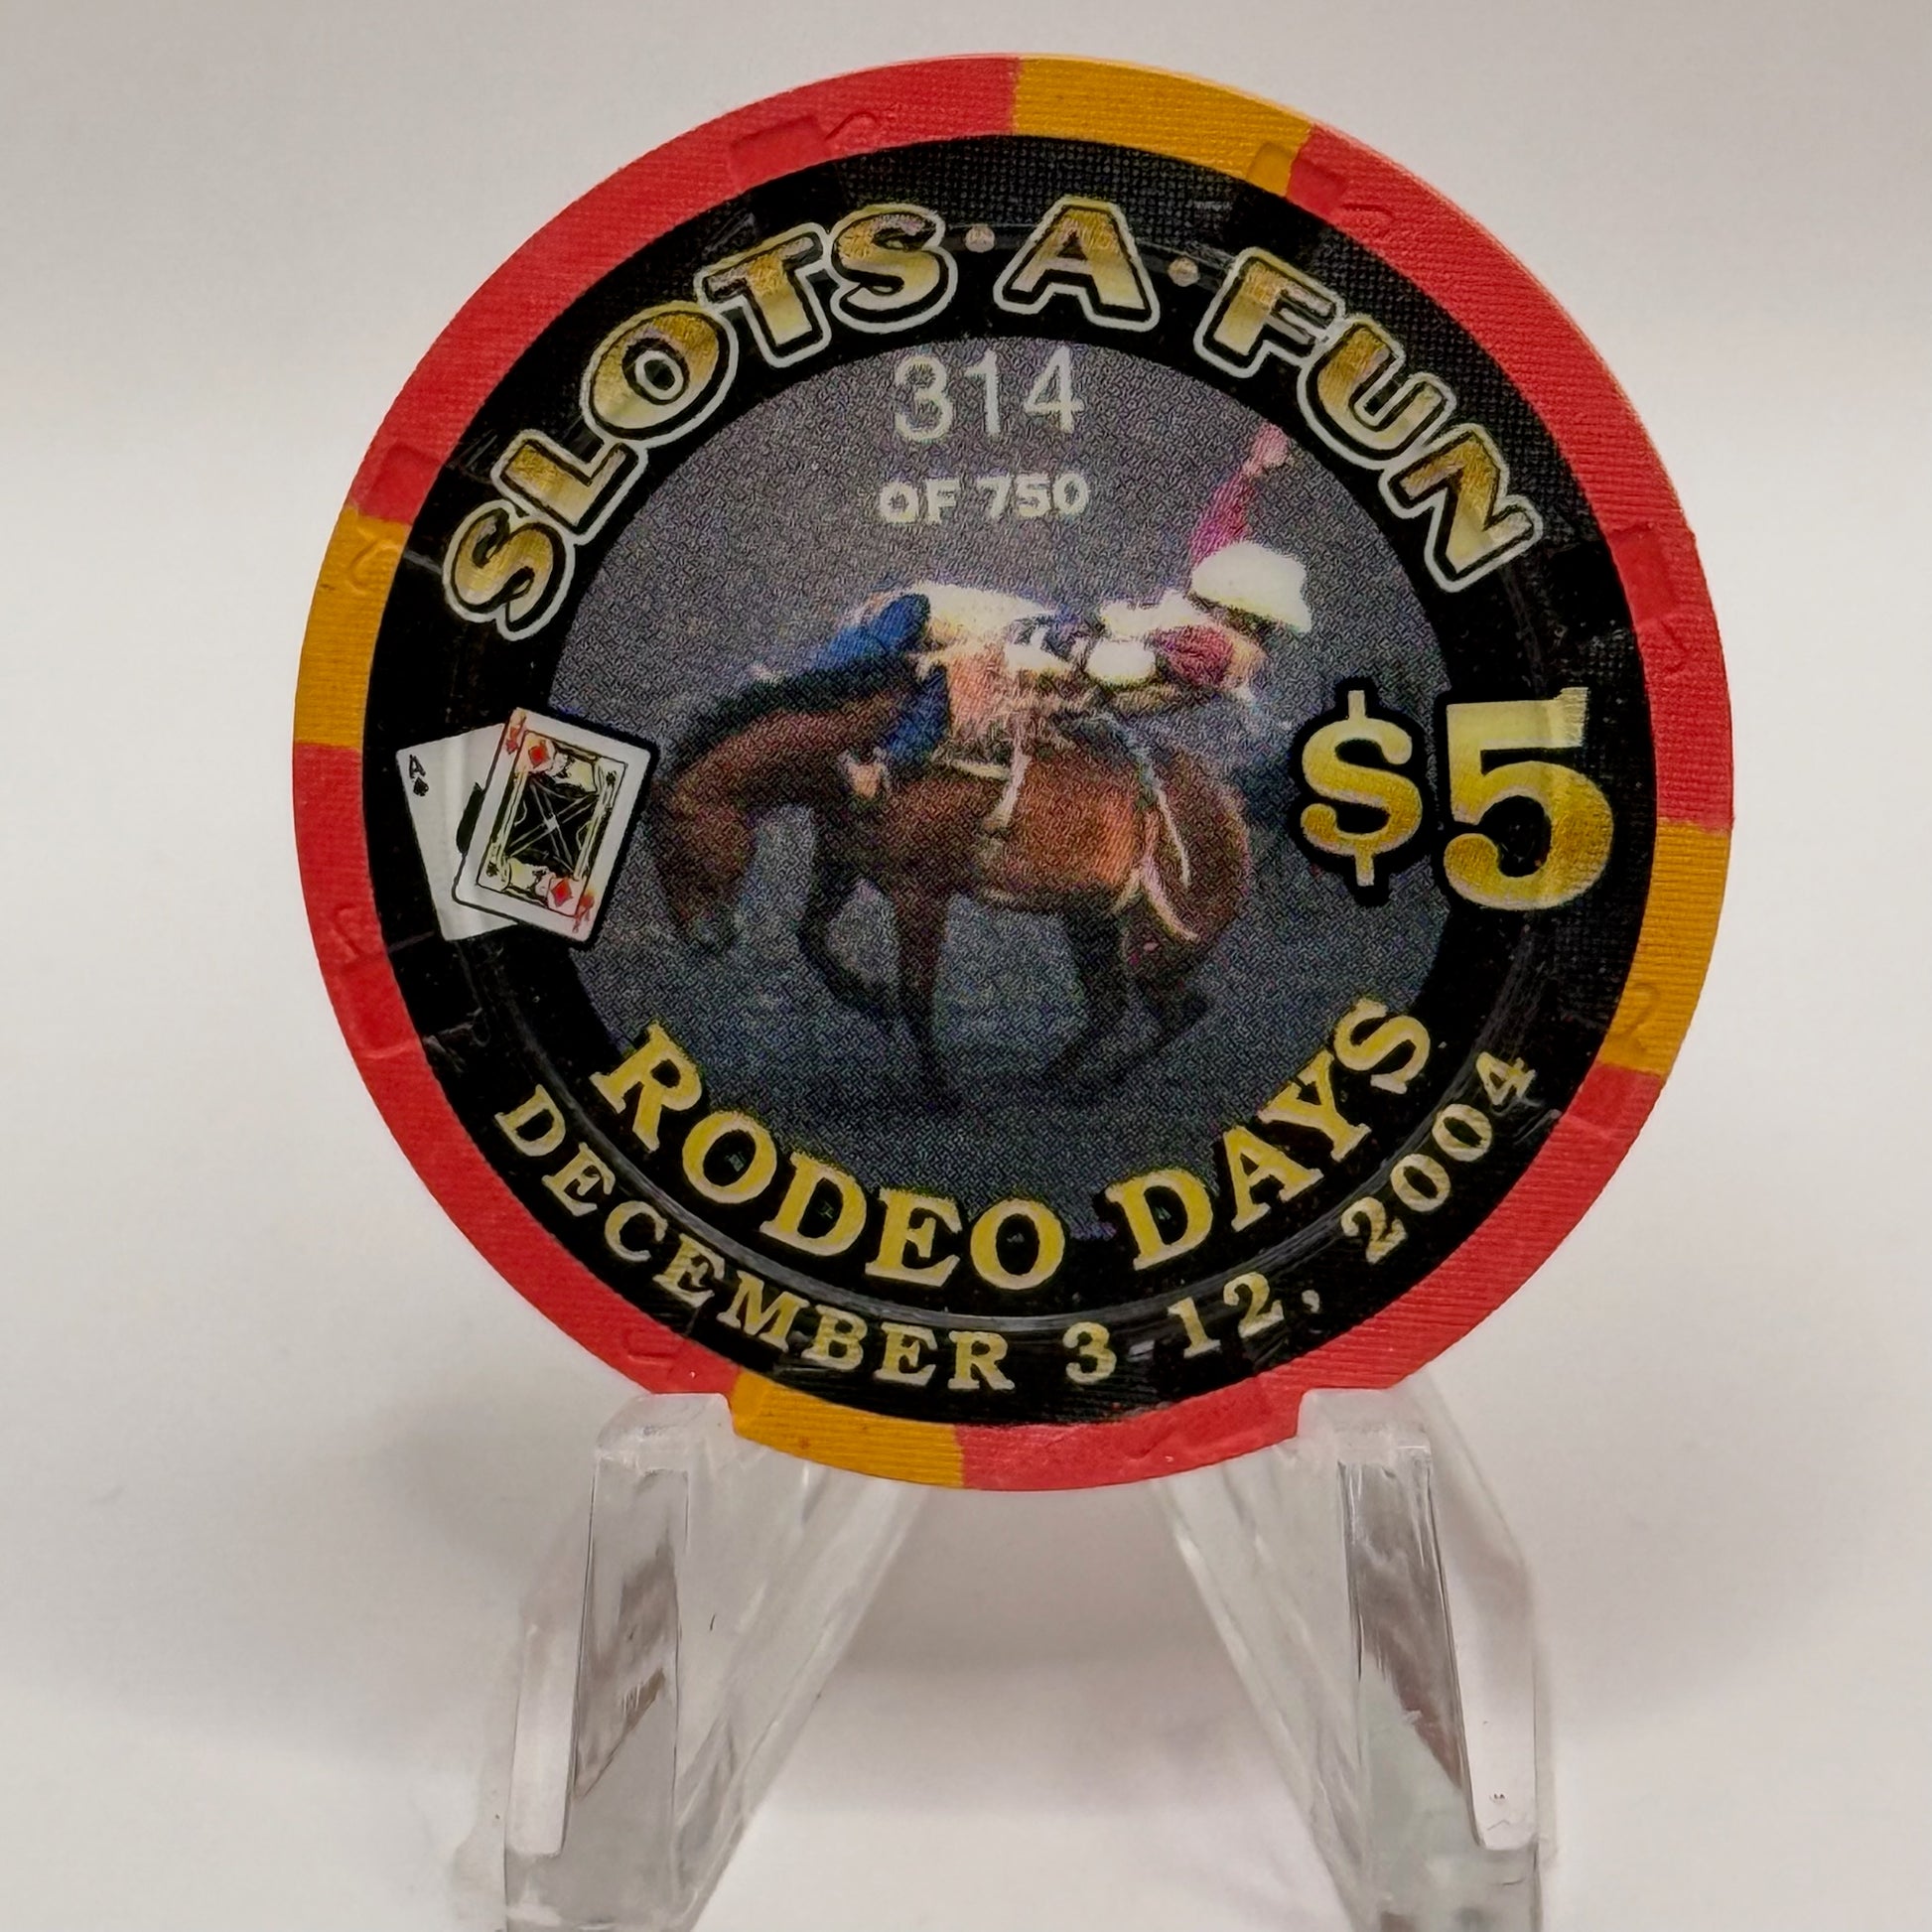 SLOTS•A•FUN
314
OF 750
A
$5
RODEO DAYS
DECEMBER 3-12, 2004